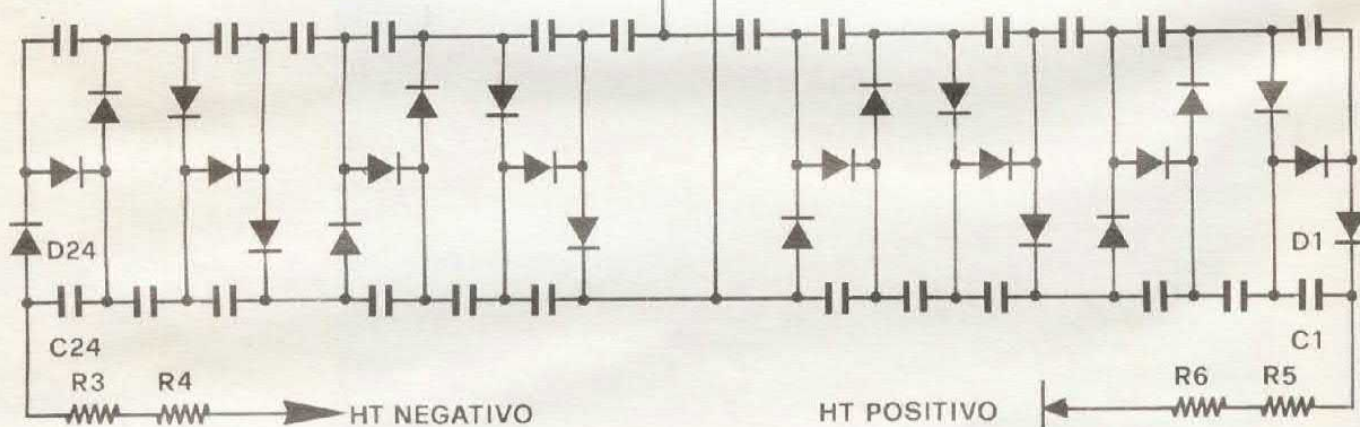 D24
D1
C24
C1
R3 R4
R6 R5
HT NEGATIVO
HT POSITIVO